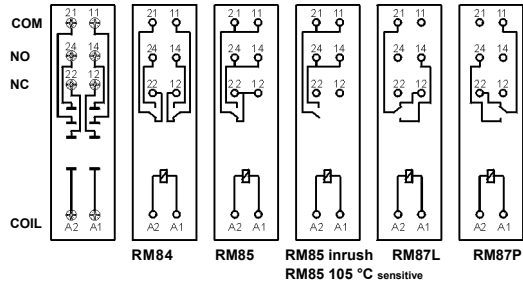 21 11 21 11 21 11 21 11 21 11 21 11
COM
NO
24 14 24 14 24 14 24 14 24 14 24 14
NC
22 12 22 12 22 12 22 12 22 12 22 12
COIL
A2 A1 A2 A1 A2 A1 A2 A1 A2 A1 A2 A1
RM84 RM85 RM85 inrush RM87L RM87P
RM85 105 °C sensitive